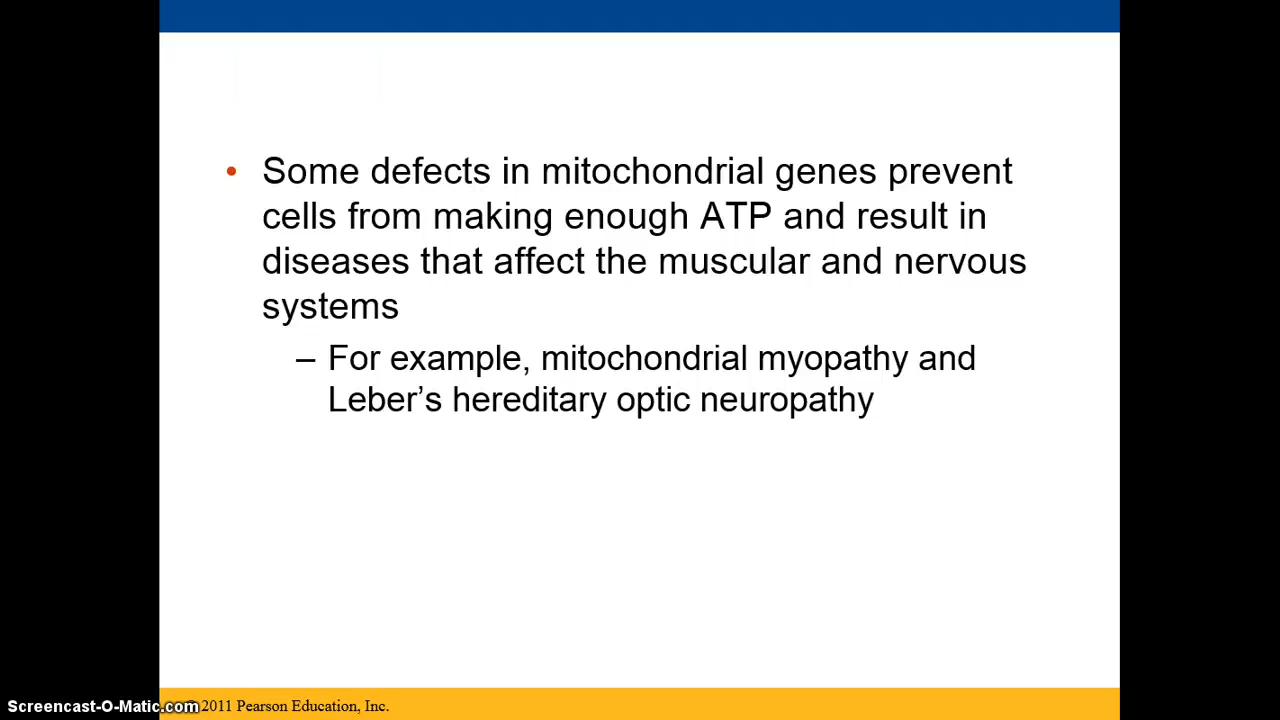 • Some defects in mitochondrial genes prevent
cells from making enough ATP and result in
diseases that affect the muscular and nervous
systems
– For example, mitochondrial myopathy and
Leber’s hereditary optic neuropathy
Screencast-O-Matic.com
© 2011 Pearson Education, Inc.